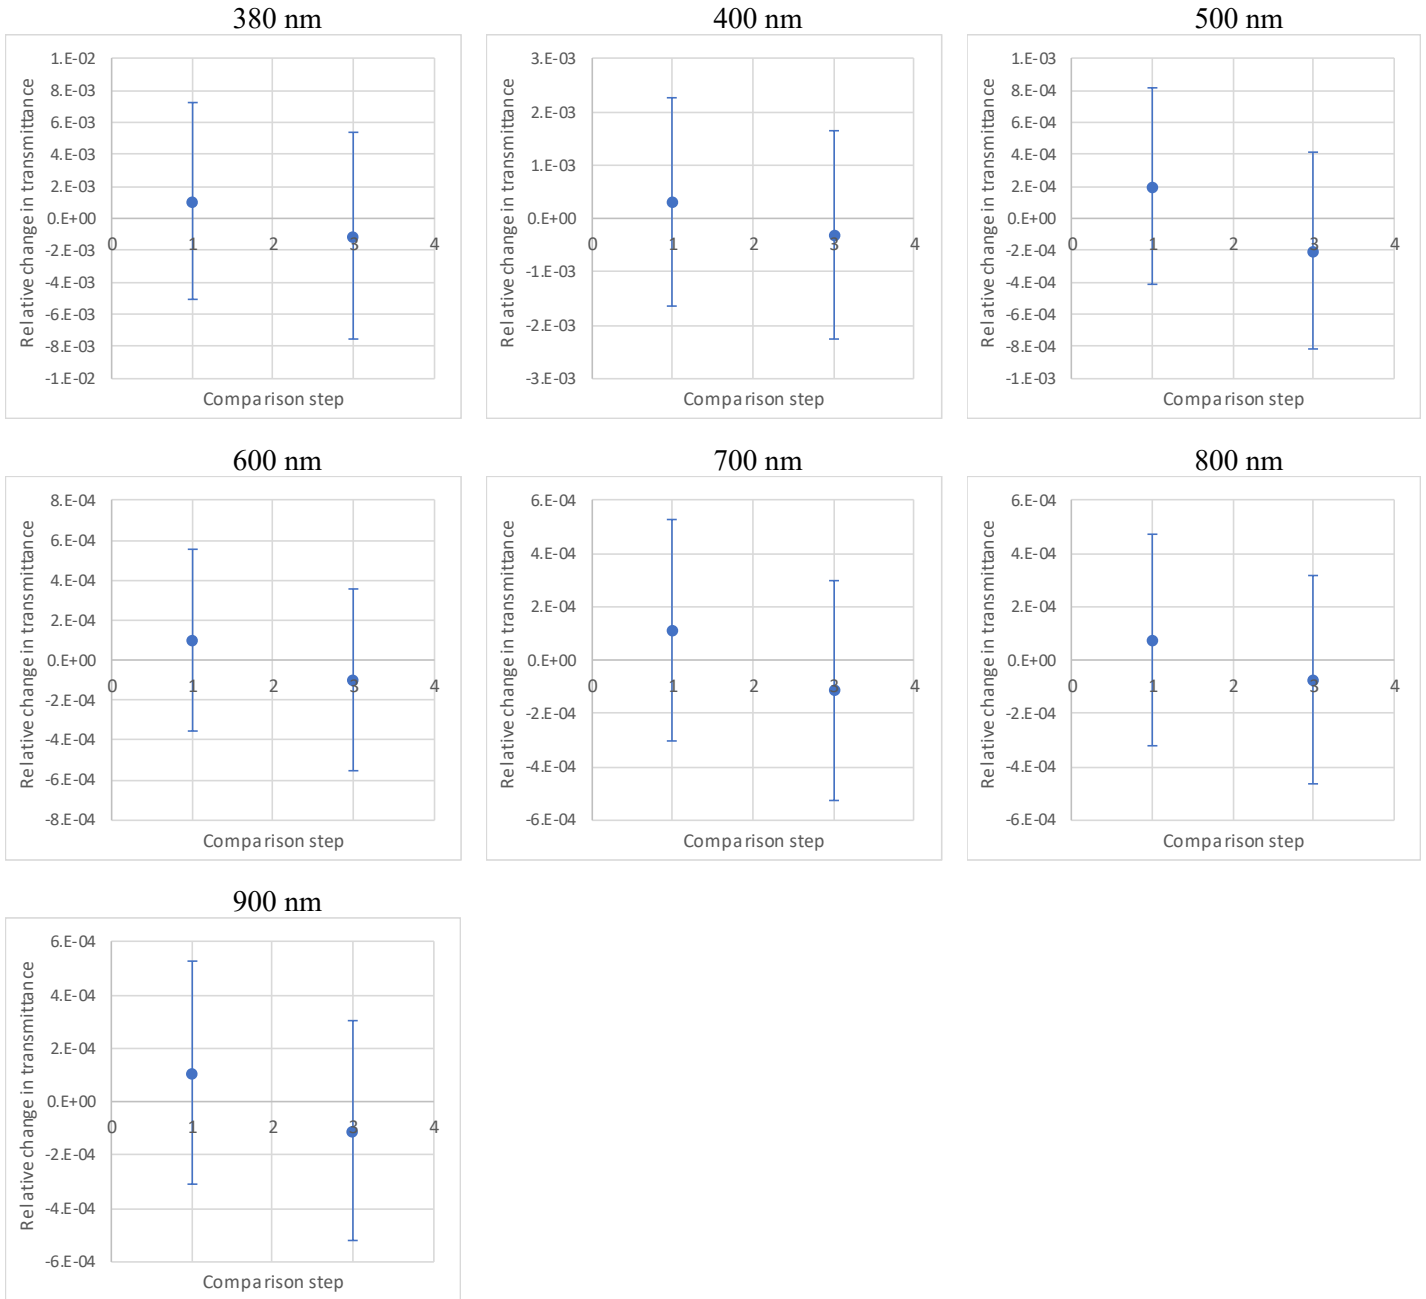 380 nm
Relative change in transmittance
1.E-02
8.E-03
6.E-03
4.E-03
2.E-03
0.E+00
-2.E-03
-4.E-03
-6.E-03
-8.E-03
-1.E-02
0 1 2 3 4
Comparison step
400 nm
Relative change in transmittance
3.E-03
2.E-03
1.E-03
0.E+00
-1.E-03
-2.E-03
-3.E-03
0 1 2 3 4
Comparison step
500 nm
Relative change in transmittance
1.E-03
8.E-04
6.E-04
4.E-04
2.E-04
0.E+00
-2.E-04
-4.E-04
-6.E-04
-8.E-04
-1.E-03
0 1 2 3 4
Comparison step
600 nm
Relative change in transmittance
8.E-04
6.E-04
4.E-04
2.E-04
0.E+00
-2.E-04
-4.E-04
-6.E-04
-8.E-04
0 1 2 3 4
Comparison step
700 nm
Relative change in transmittance
6.E-04
4.E-04
2.E-04
0.E+00
-2.E-04
-4.E-04
-6.E-04
0 1 2 3 4
Comparison step
800 nm
Relative change in transmittance
6.E-04
4.E-04
2.E-04
0.E+00
-2.E-04
-4.E-04
-6.E-04
0 1 2 3 4
Comparison step
900 nm
Relative change in transmittance
6.E-04
4.E-04
2.E-04
0.E+00
-2.E-04
-4.E-04
-6.E-04
0 1 2 3 4
Comparison step